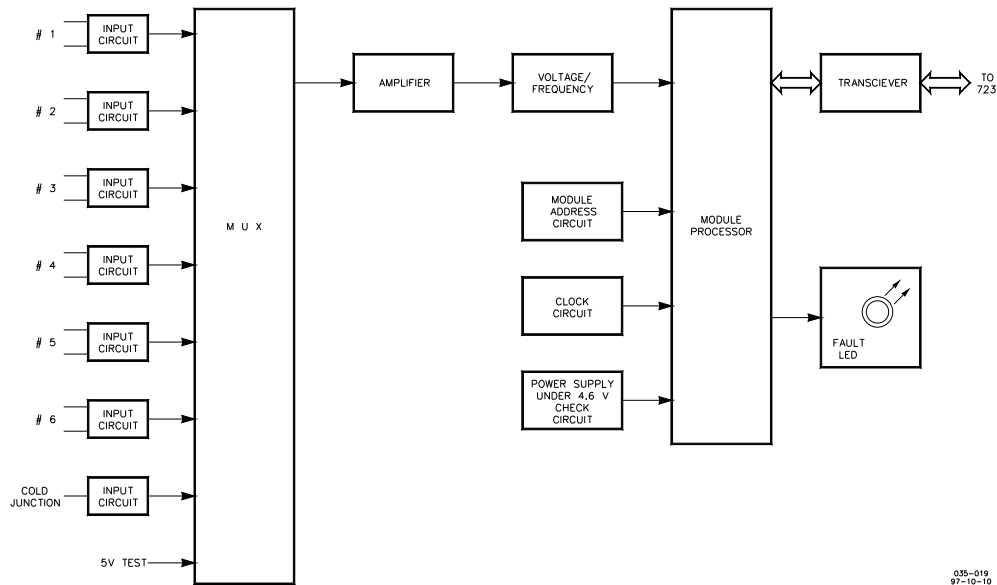 # 1
INPUT
CIRCUIT
# 2
INPUT
CIRCUIT
# 3
INPUT
CIRCUIT
# 4
INPUT
CIRCUIT
# 5
INPUT
CIRCUIT
# 6
INPUT
CIRCUIT
COLD
JUNCTION
INPUT
CIRCUIT
5V TEST
M U X
AMPLIFIER
VOLTAGE/
FREQUENCY
MODULE
ADDRESS
CIRCUIT
CLOCK
CIRCUIT
POWER SUPPLY
UNDER 4.6 V
CHECK
CIRCUIT
MODULE
PROCESSOR
TRANSCIEVER
TO
723
FAULT
LED
035-019
97-10-10